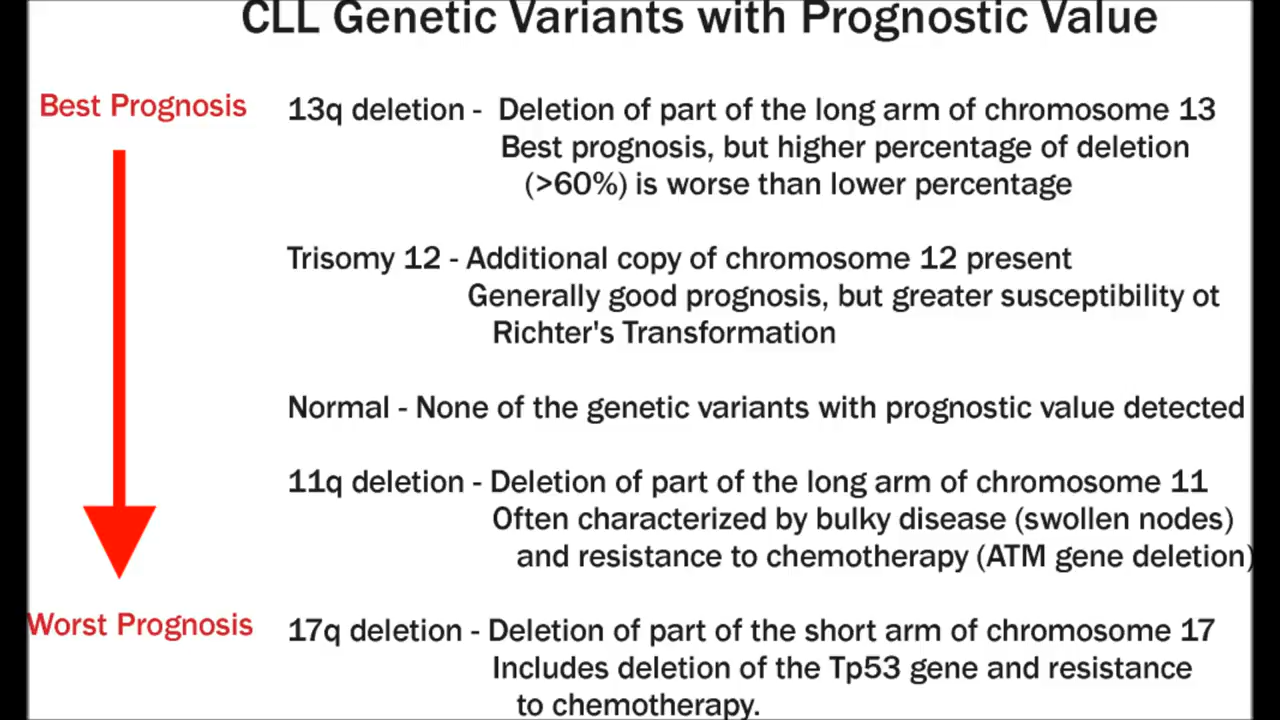 CLL Genetic Variants with Prognostic Value
Best Prognosis
13q deletion - Deletion of part of the long arm of chromosome 13
Best prognosis, but higher percentage of deletion
(>60%) is worse than lower percentage
Trisomy 12 - Additional copy of chromosome 12 present
Generally good prognosis, but greater susceptibility ot
Richter's Transformation
Normal - None of the genetic variants with prognostic value detected
11q deletion - Deletion of part of the long arm of chromosome 11
Often characterized by bulky disease (swollen nodes)
and resistance to chemotherapy (ATM gene deletion)
Worst Prognosis
17q deletion - Deletion of part of the short arm of chromosome 17
Includes deletion of the Tp53 gene and resistance
to chemotherapy.